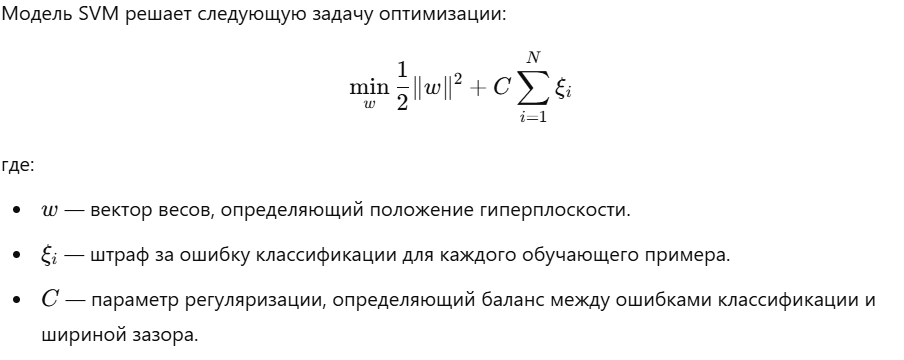 Модель SVM решает следующую задачу оптимизации:
$$\min_{w} \frac{1}{2}\|w\|^2 + C\sum_{i=1}^{N}\xi_i$$
где:
• $w$ — вектор весов, определяющий положение гиперплоскости.
• $\xi_i$ — штраф за ошибку классификации для каждого обучающего примера.
• $C$ — параметр регуляризации, определяющий баланс между ошибками классификации и
шириной зазора.